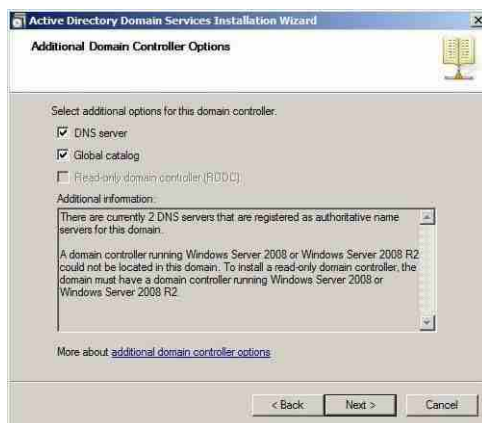 Active Directory Domain Services Installation Wizard
Additional Domain Controller Options
Select additional options for this domain controller.
DNS server
Global catalog
Read-only domain controller (RODC)
Additional information:
There are currently 2 DNS servers that are registered as authoritative name
servers for this domain.
A domain controller running Windows Server 2008 or Windows Server 2008 R2
could not be located in this domain. To install a read-only domain controller, the
domain must have a domain controller running Windows Server 2008 or
Windows Server 2008 R2.
More about additional domain controller options
< Back
Next >
Cancel